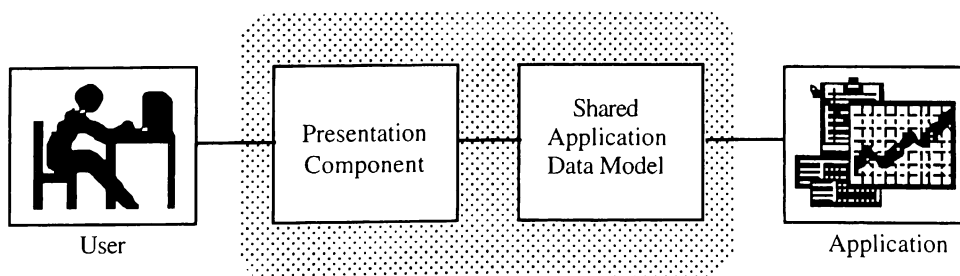 Presentation
Component
Shared
Application
Data Model
User
Application